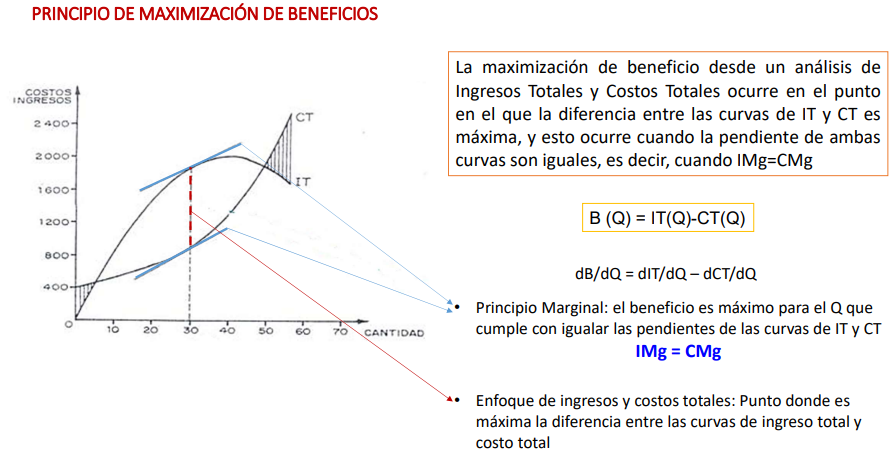 PRINCIPIO DE MAXIMIZACIÓN DE BENEFICIOS
COSTOS
INGRESOS
2 400
2 000
1 600
1200
800
400
0
10
20
30
40
50
60
70
CANTIDAD
CT
IT
La maximización de beneficio desde un análisis de
Ingresos Totales y Costos Totales ocurre en el punto
en el que la diferencia entre las curvas de IT y CT es
máxima, y esto ocurre cuando la pendiente de ambas
curvas son iguales, es decir, cuando IMg=CMg
B (Q) = IT(Q)-CT(Q)
dB/dQ = dIT/dQ – dCT/dQ
• Principio Marginal: el beneficio es máximo para el Q que
cumple con igualar las pendientes de las curvas de IT y CT
IMg = CMg
• Enfoque de ingresos y costos totales: Punto donde es
máxima la diferencia entre las curvas de ingreso total y
costo total